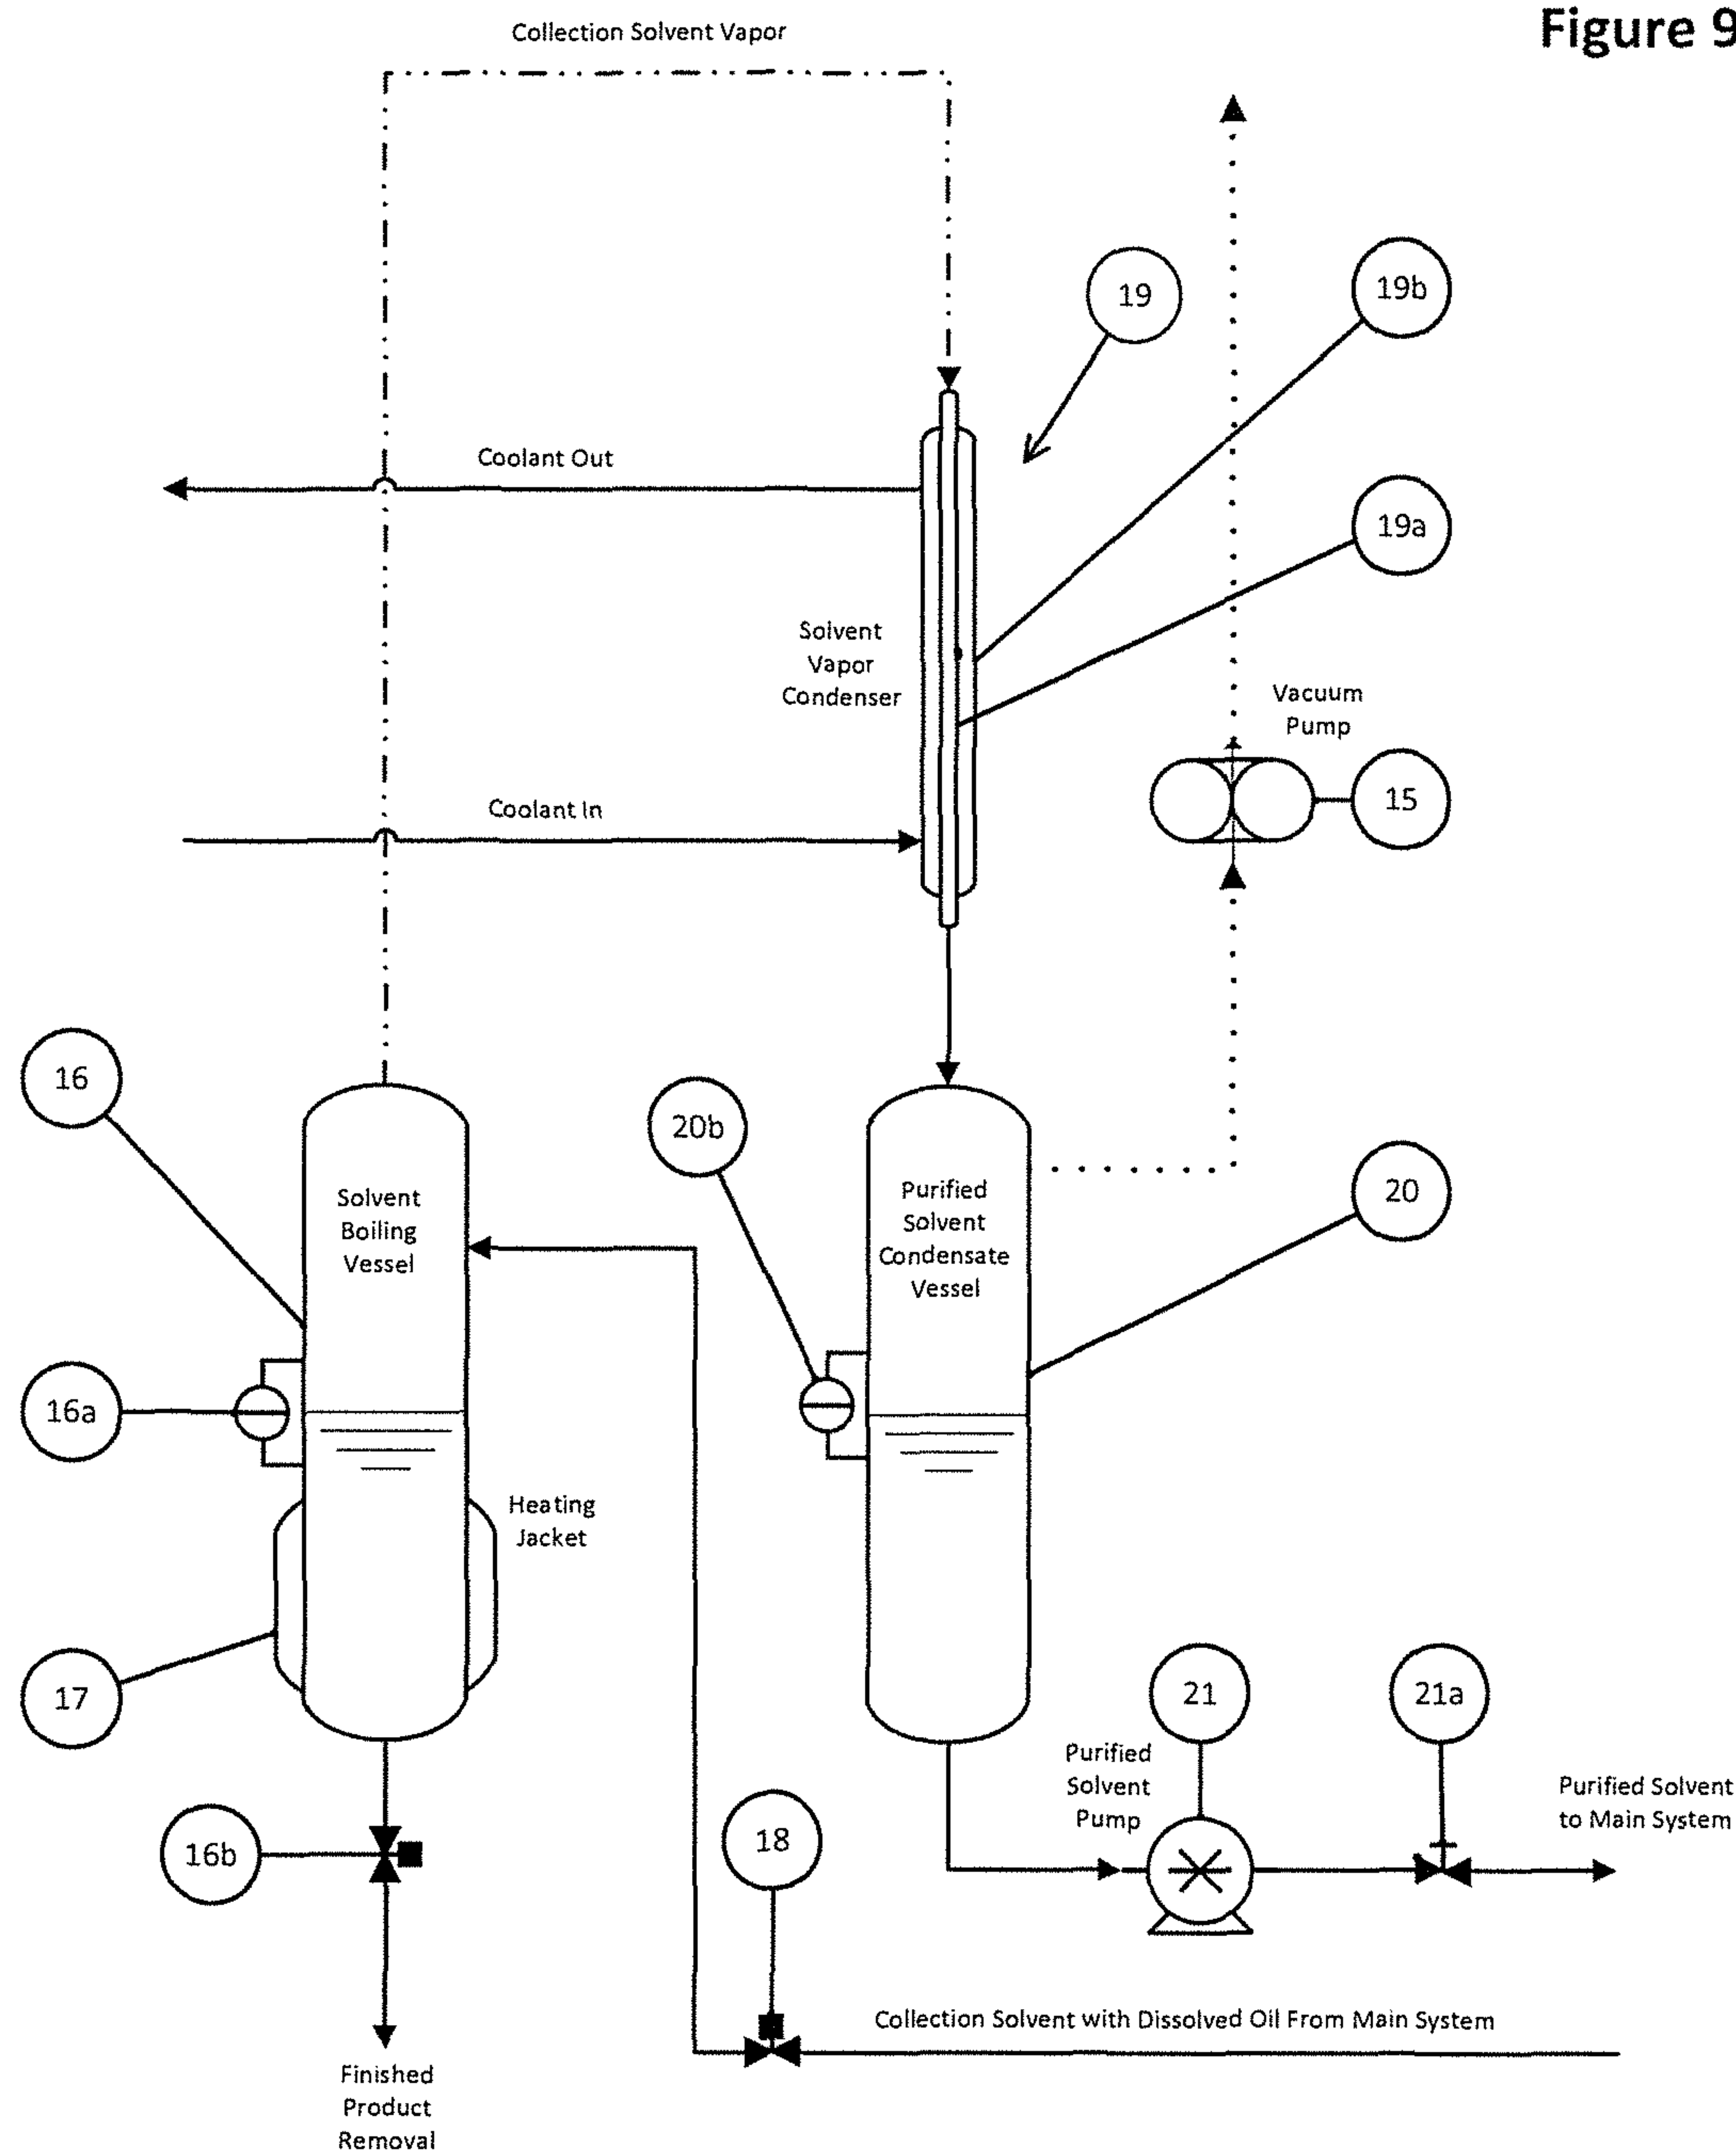 Figure 9
Collection Solvent Vapor
19
19b
Coolant Out
19a
Solvent
Vapor
Condenser
Vacuum
Pump
15
Coolant In
16
20b
20
Solvent
Boiling
Vessel
Purified
Solvent
Condensate
Vessel
16a
Heating
Jacket
17
21
21a
Purified
Solvent
Pump
Purified Solvent
to Main System
16b
18
Collection Solvent with Dissolved Oil From Main System
Finished
Product
Removal